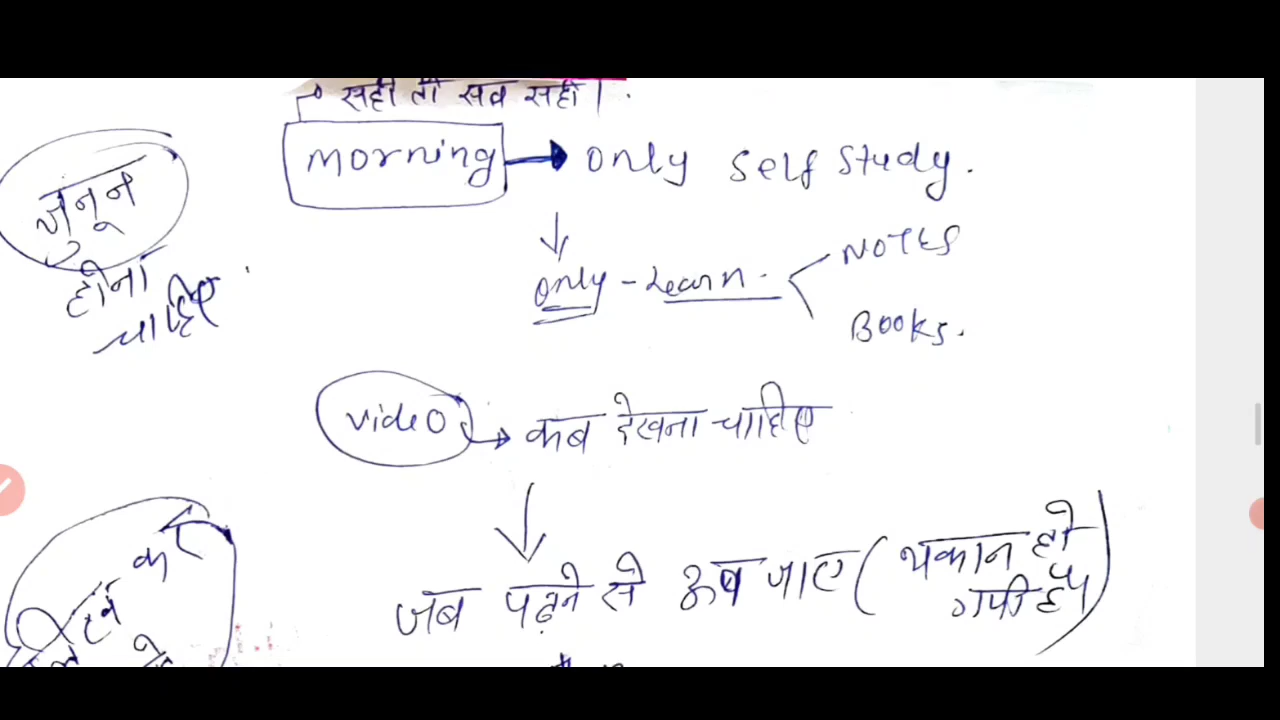 सही तो सब सही।
morning → only self study.
जुनून
होना
चाहिए
↓
only - Learn.
NOTES
BOOKS.
video → कब देखना चाहिए
↓
जब पढ़ने से ऊब जाए (थकान हो
गयी है)